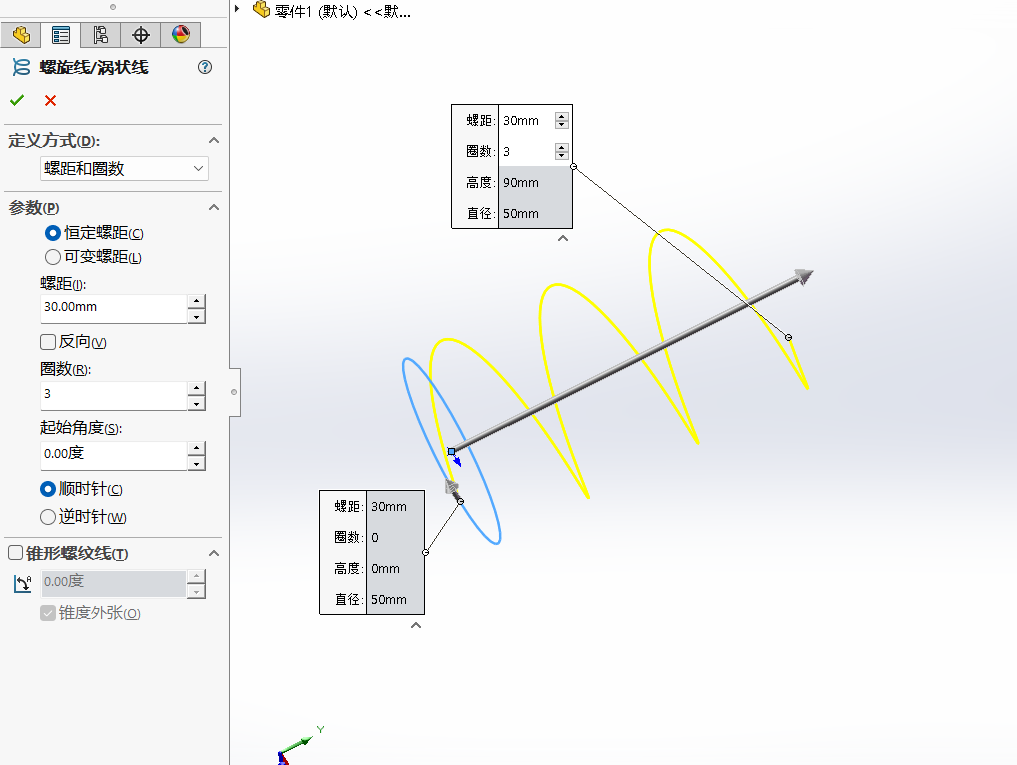 零件1 (默认) <<默...
螺旋线/涡状线
定义方式(D):
螺距和圈数
参数(P)
恒定螺距(C)
可变螺距(L)
螺距(I):
30.00mm
反向(V)
圈数(R):
3
起始角度(S):
0.00度
顺时针(C)
逆时针(W)
锥形螺纹线(T)
0.00度
锥度外张(O)
螺距: 30mm
圈数: 3
高度: 90mm
直径: 50mm
螺距: 30mm
圈数: 0
高度: 0mm
直径: 50mm
Y